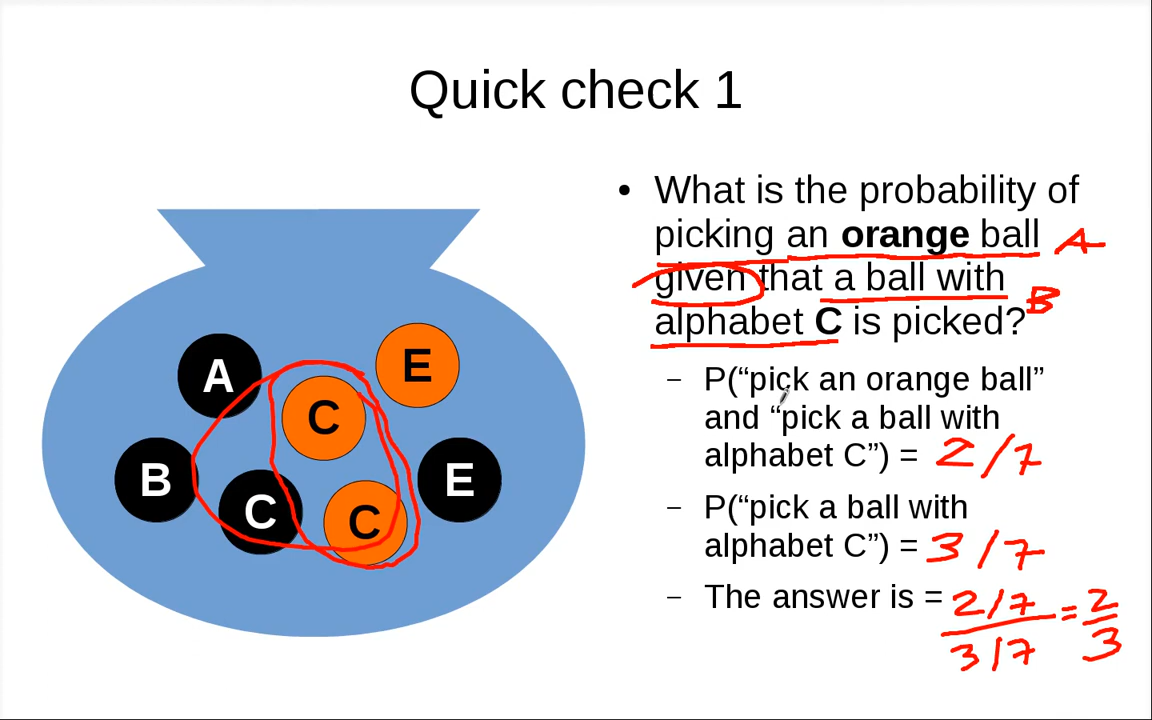 Quick check 1
• What is the probability of
picking an orange ball A
given that a ball with
alphabet C is picked? B
– P(“pick an orange ball”
and “pick a ball with
alphabet C”) = 2/7
– P(“pick a ball with
alphabet C”) = 3/7
– The answer is = 2/7 = 2
3/7 3
A
E
C
B
C
C
E